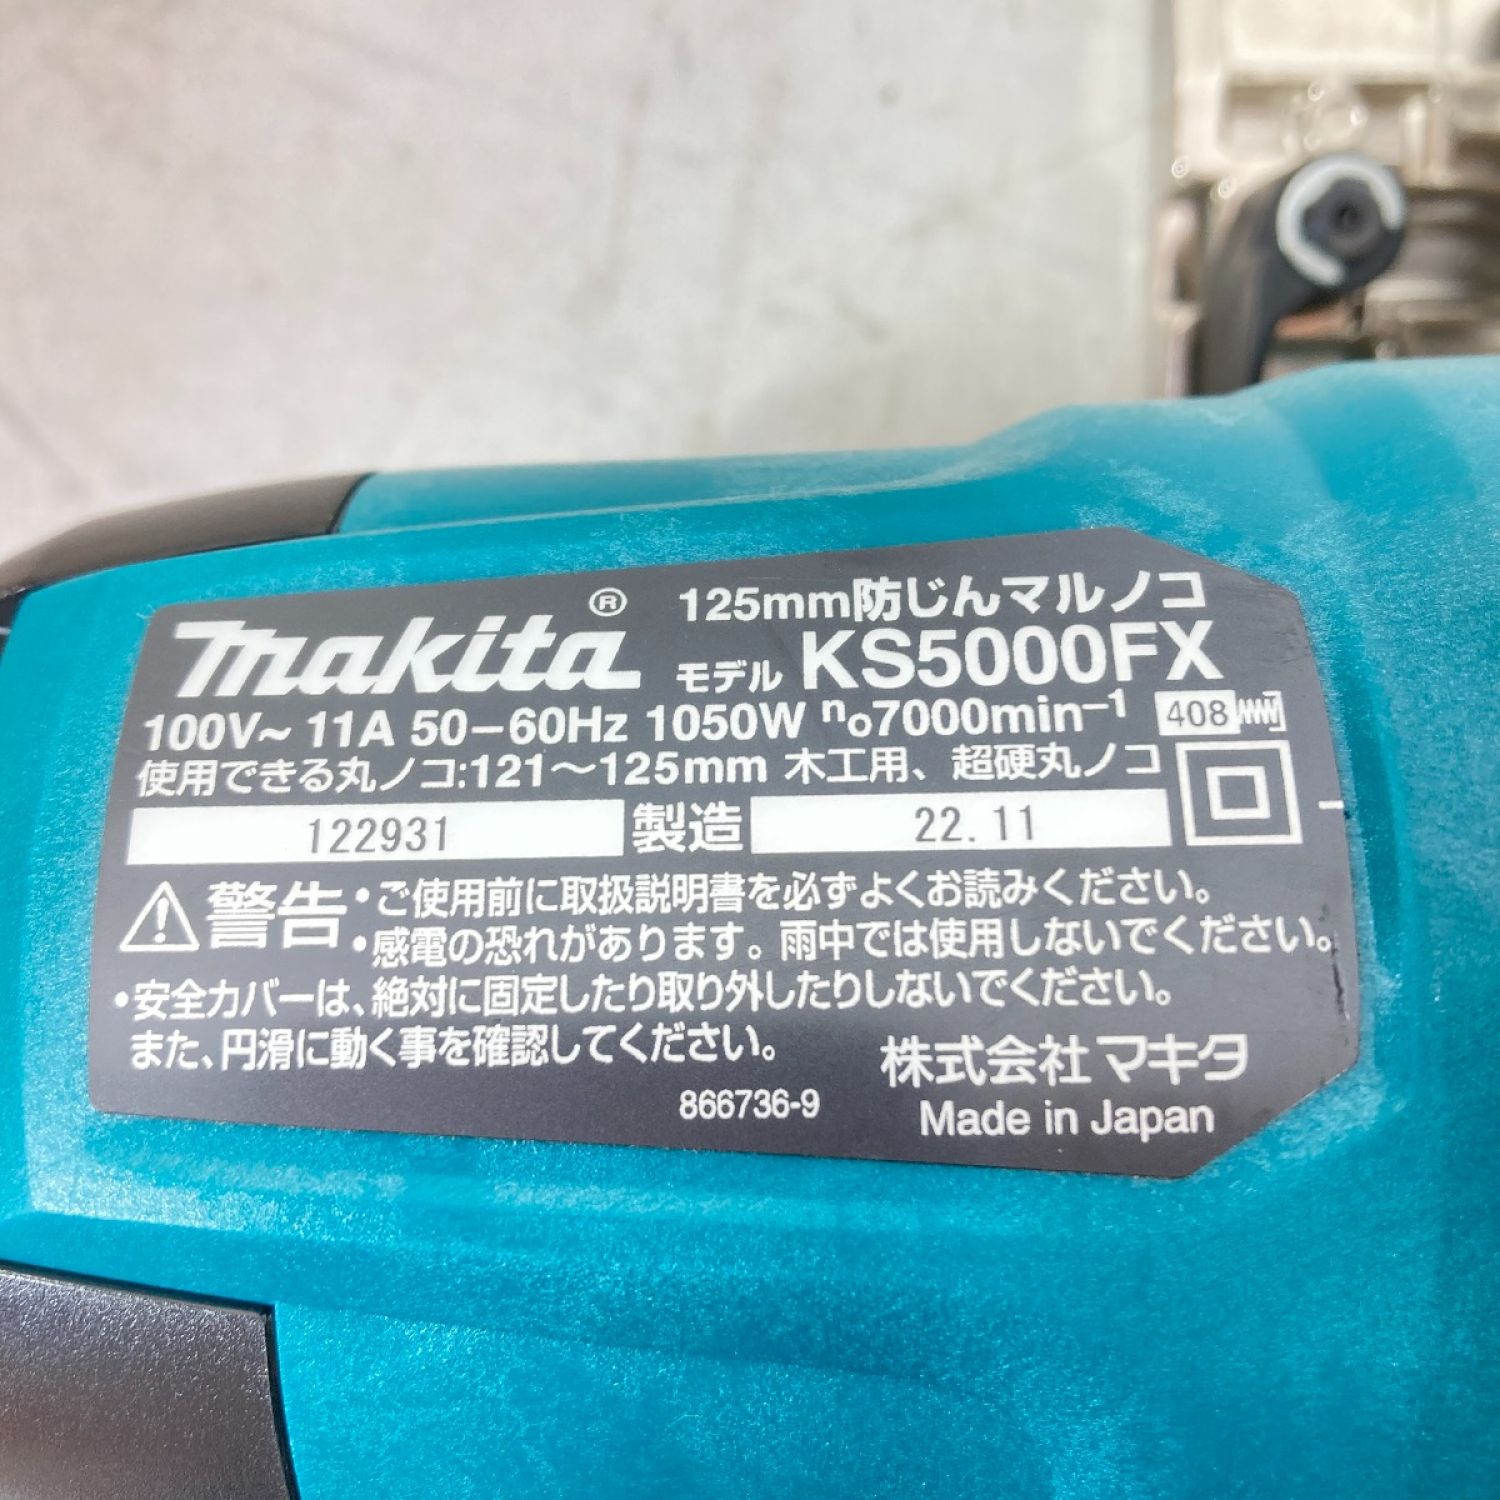 makita® 125mm防じんマルノコ
モデル KS5000FX
100V~ 11A 50-60Hz 1050W no7000min-1 408
使用できる丸ノコ:121～125mm 木工用、超硬丸ノコ
122931 製造 22.11
警告 •ご使用前に取扱説明書を必ずよくお読みください。
•感電の恐れがあります。雨中では使用しないでください。
•安全カバーは、絶対に固定したり取り外したりしないでください。
また、円滑に動く事を確認してください。
株式会社マキタ
866736-9 Made in Japan